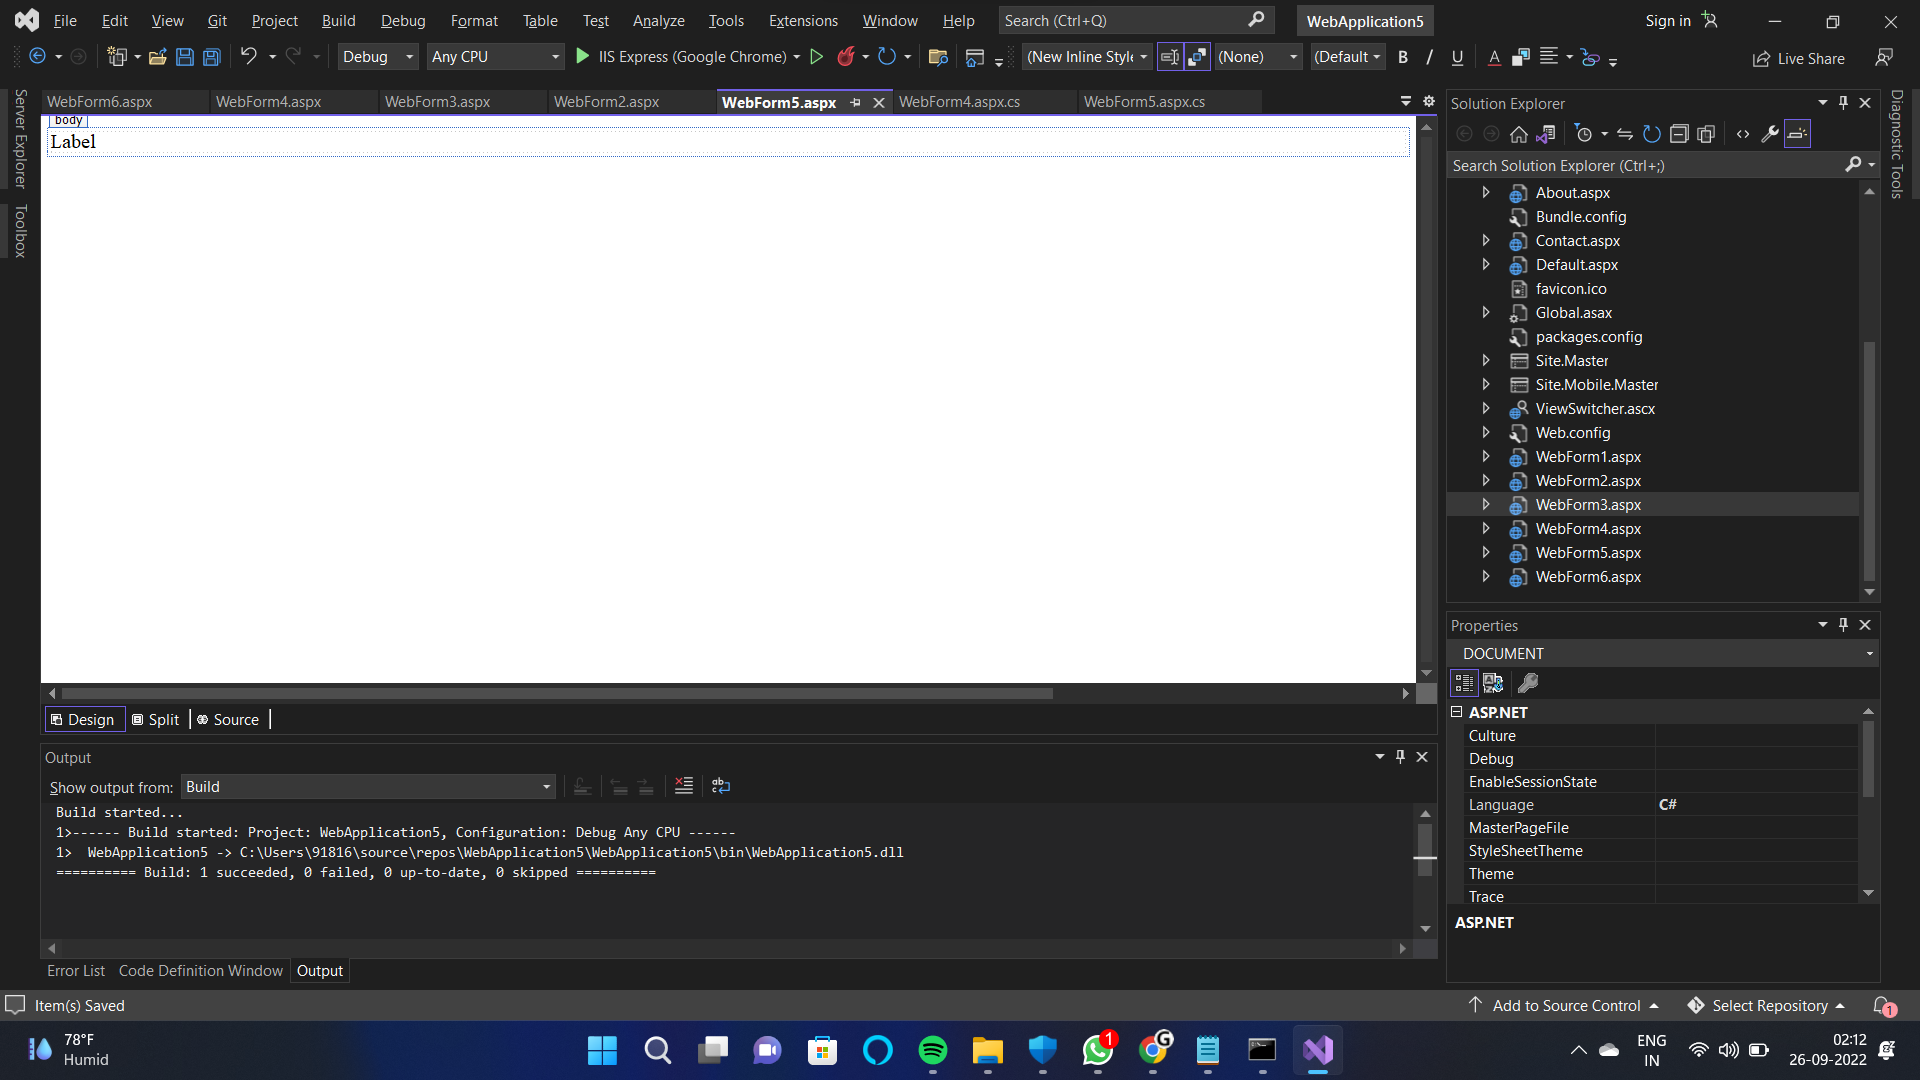 File Edit View Git Project Build Debug Format Table Test Analyze Tools Extensions Window Help Search (Ctrl+Q) WebApplication5 Sign in
Debug Any CPU IIS Express (Google Chrome) (New Inline Style (None) (Default B I U A Live Share
Server Explorer
Toolbox
WebForm6.aspx WebForm4.aspx WebForm3.aspx WebForm2.aspx WebForm5.aspx WebForm4.aspx.cs WebForm5.aspx.cs
body
Label
Design Split Source
Output
Show output from: Build
Build started...
1>------ Build started: Project: WebApplication5, Configuration: Debug Any CPU ------
1>  WebApplication5 -> C:\Users\91816\source\repos\WebApplication5\WebApplication5\bin\WebApplication5.dll
========== Build: 1 succeeded, 0 failed, 0 up-to-date, 0 skipped ==========
Error List Code Definition Window Output
Solution Explorer
Search Solution Explorer (Ctrl+;)
About.aspx
Bundle.config
Contact.aspx
Default.aspx
favicon.ico
Global.asax
packages.config
Site.Master
Site.Mobile.Master
ViewSwitcher.ascx
Web.config
WebForm1.aspx
WebForm2.aspx
WebForm3.aspx
WebForm4.aspx
WebForm5.aspx
WebForm6.aspx
Properties
DOCUMENT
ASP.NET
Culture
Debug
EnableSessionState
Language C#
MasterPageFile
StyleSheetTheme
Theme
Trace
ASP.NET
Diagnostic Tools
Item(s) Saved Add to Source Control Select Repository 1
78°F
Humid
1
G
ENG
IN
02:12
26-09-2022